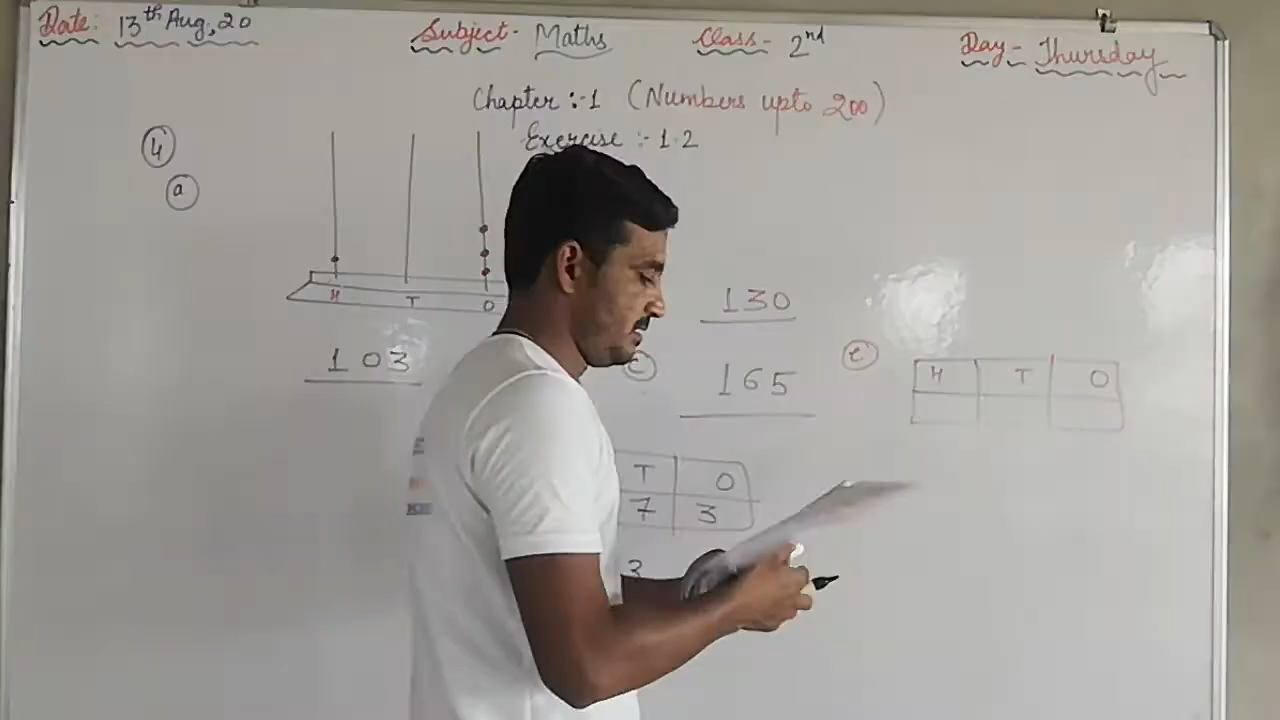 Date: 13th Aug, 20
Subject- Maths
Class- 2nd
Day- Thursday
Chapter :-1 (Numbers upto 200)
Exercise :- 1.2
4
a
H T O
103
130
c
165
e
H T O
T O
7 3
3